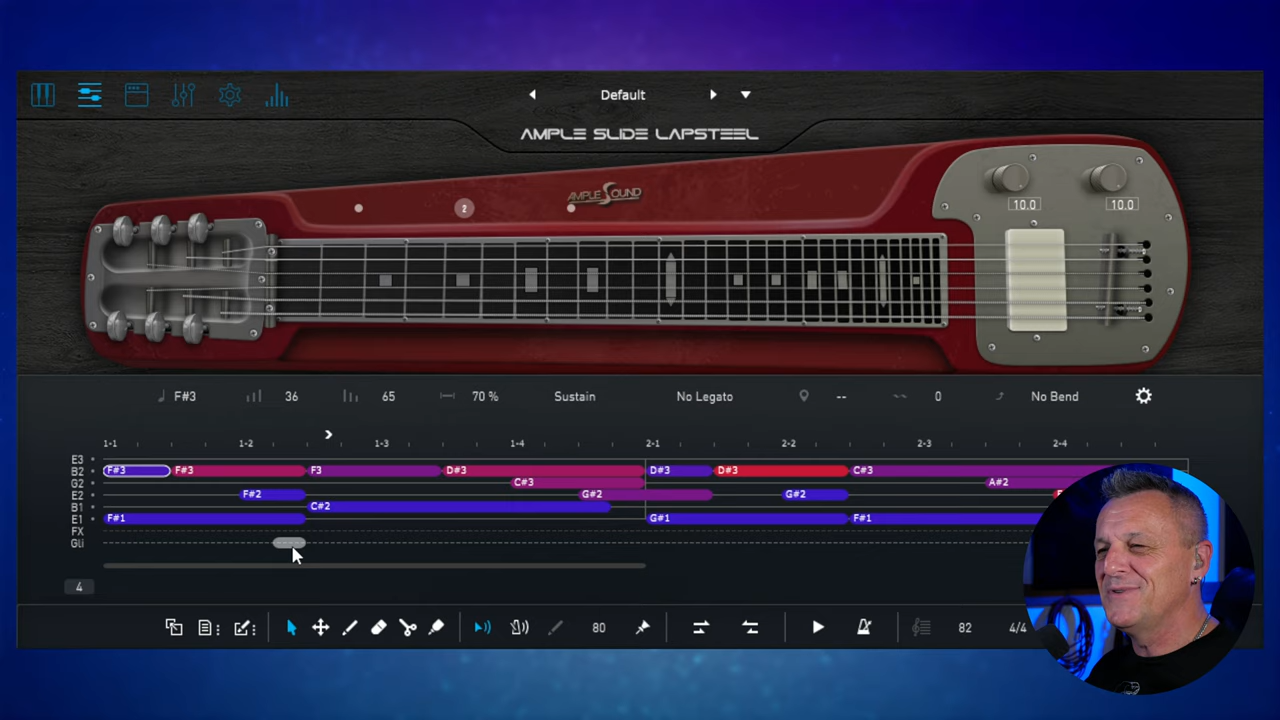 Default
AMPLE SLIDE LAPSTEEL
AMPLE SOUND
2
10.0 10.0
F#3 36 65 70 % Sustain No Legato -- 0 No Bend
1-1 1-2 1-3 1-4 2-1 2-2 2-3 2-4
E3
B2 F#3 F#3 F3 D#3 D#3 D#3 C#3
G2 C#3 A#2
E2 F#2 G#2 G#2
B1 C#2
E1 F#1 G#1 F#1
FX
Gli
4
80 82 4/4